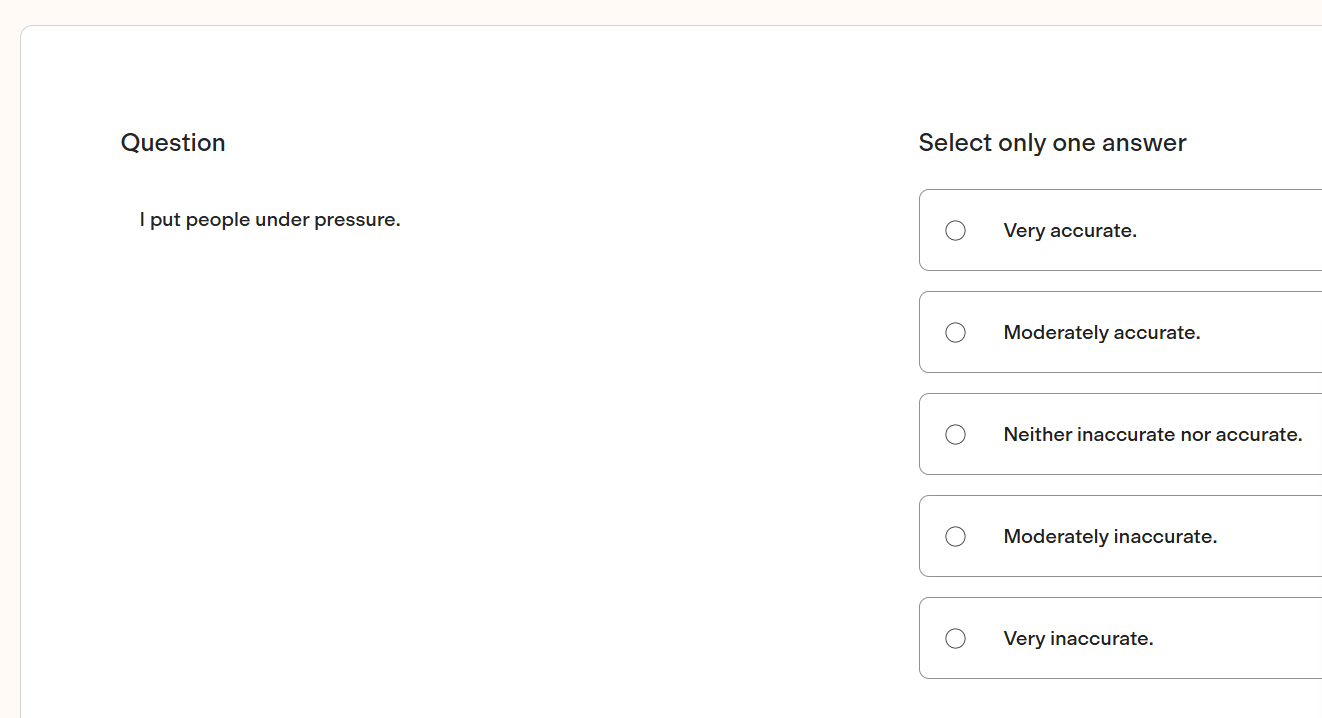 Question
I put people under pressure.
Select only one answer
Very accurate.
Moderately accurate.
Neither inaccurate nor accurate.
Moderately inaccurate.
Very inaccurate.